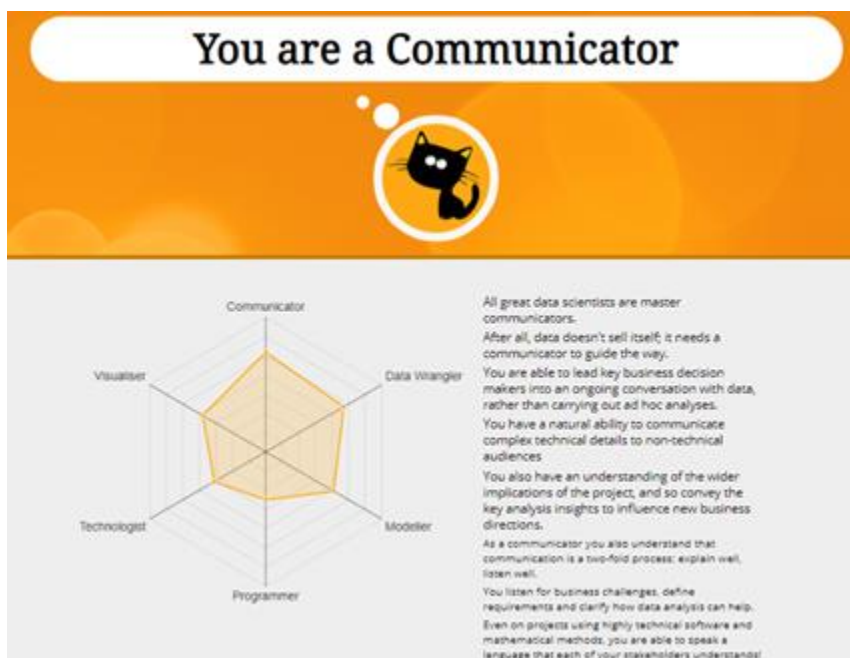 You are a Communicator
Communicator
Visualiser
Data Wrangler
Technologist
Modeller
Programmer
All great data scientists are master
communicators.
After all, data doesn't sell itself; it needs a
communicator to guide the way.
You are able to lead key business decision
makers into an ongoing conversation with data,
rather than carrying out ad hoc analyses.
You have a natural ability to communicate
complex technical details to non-technical
audiences
You also have an understanding of the wider
implications of the project, and so convey the
key analysis insights to influence new business
directions.
As a communicator you also understand that
communication is a two-fold process: explain well,
listen well.
You listen for business challenges, define
requirements and clarify how data analysis can help.
Even on projects using highly technical software and
mathematical methods, you are able to speak a
language that each of your stakeholders understands!